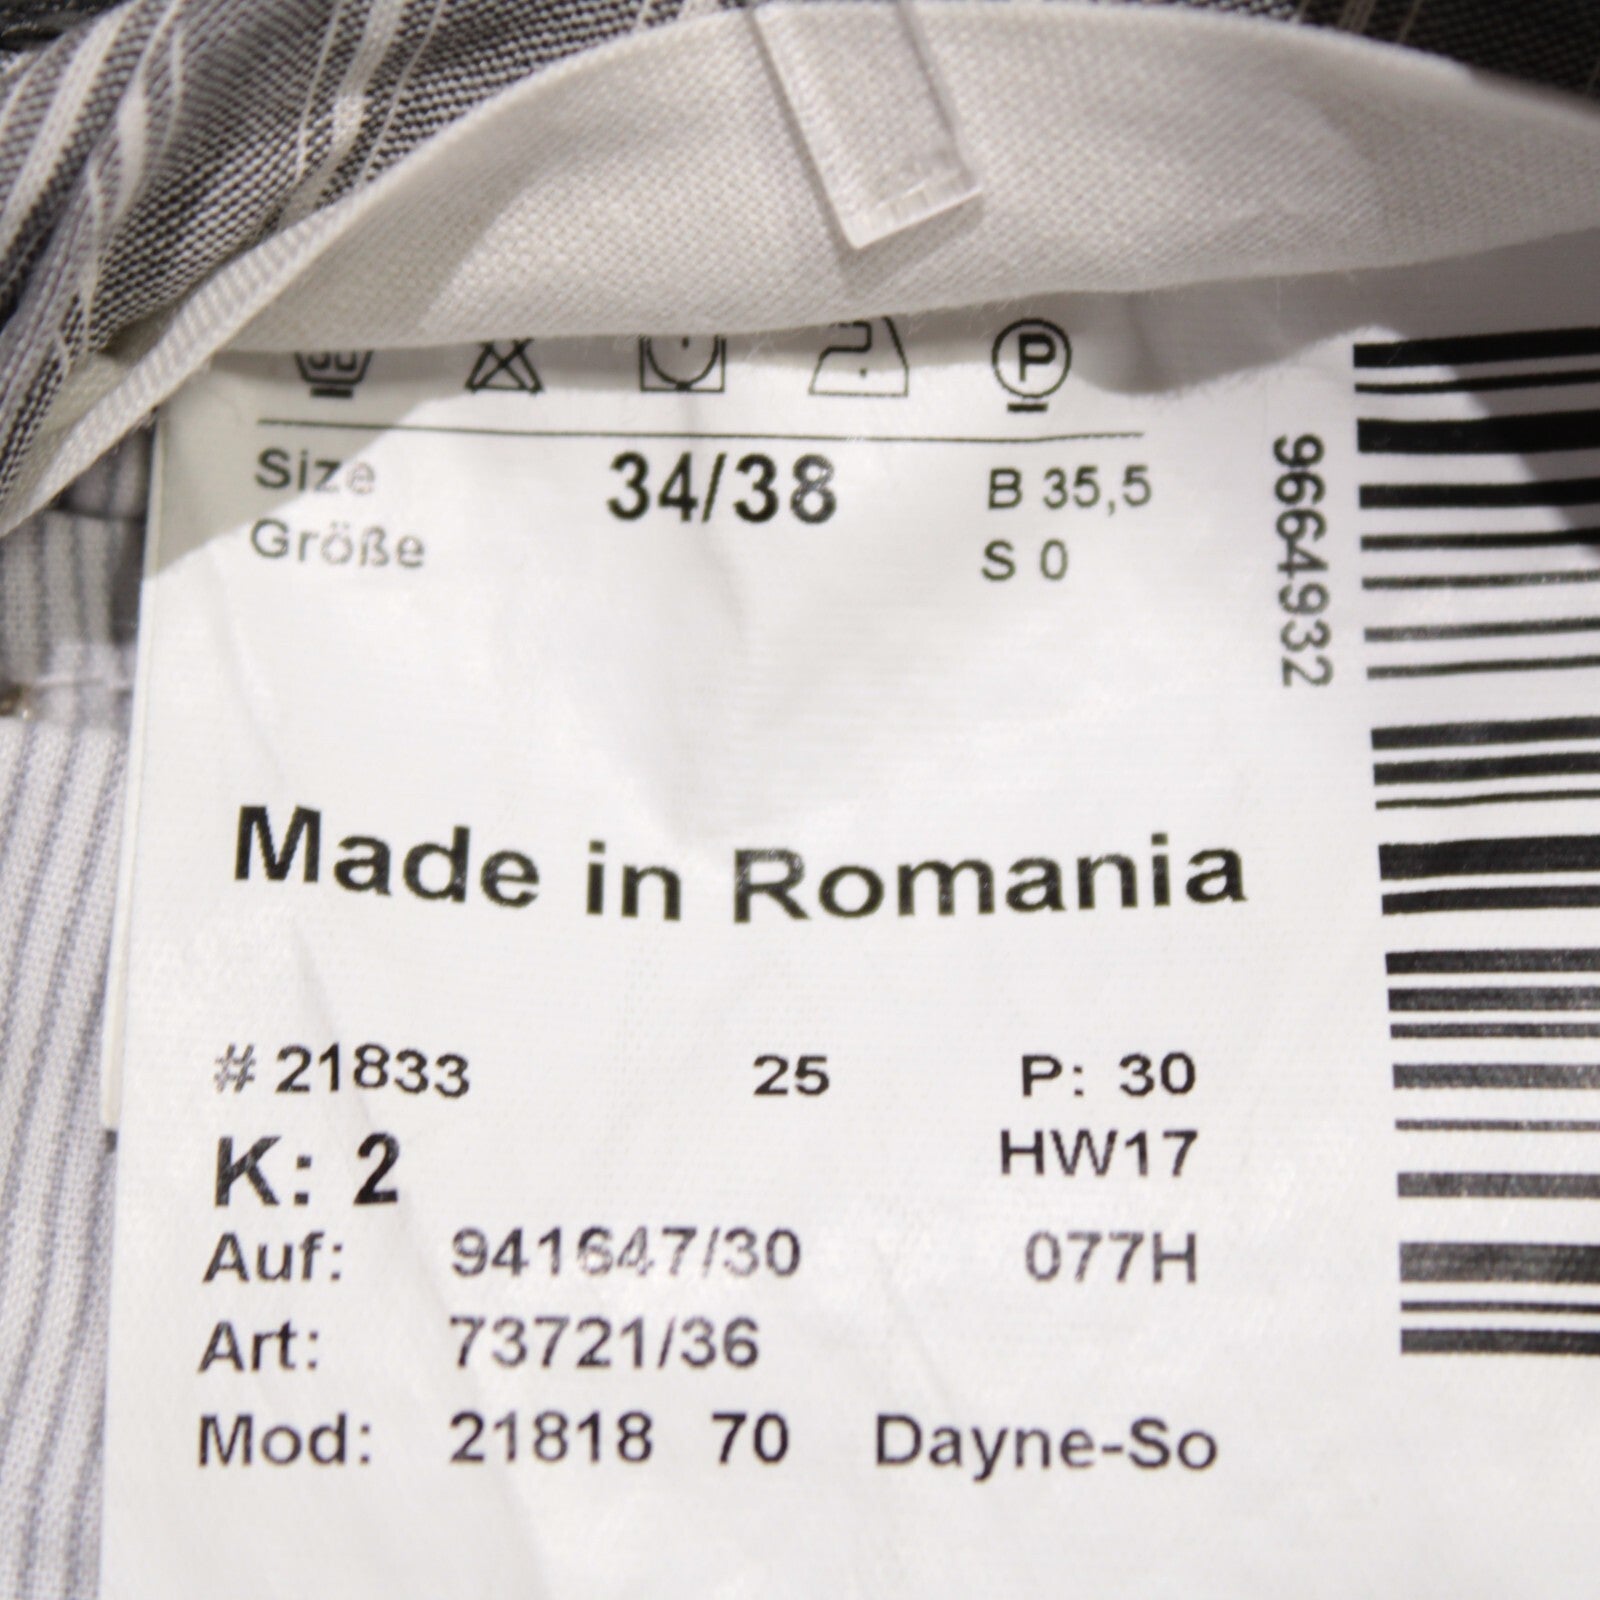 P
Size 34/38 B 35,5
Größe S 0
9664932
Made in Romania
# 21833 25 P: 30
K: 2 HW17
Auf: 941647/30 077H
Art: 73721/36
Mod: 21818 70 Dayne-So